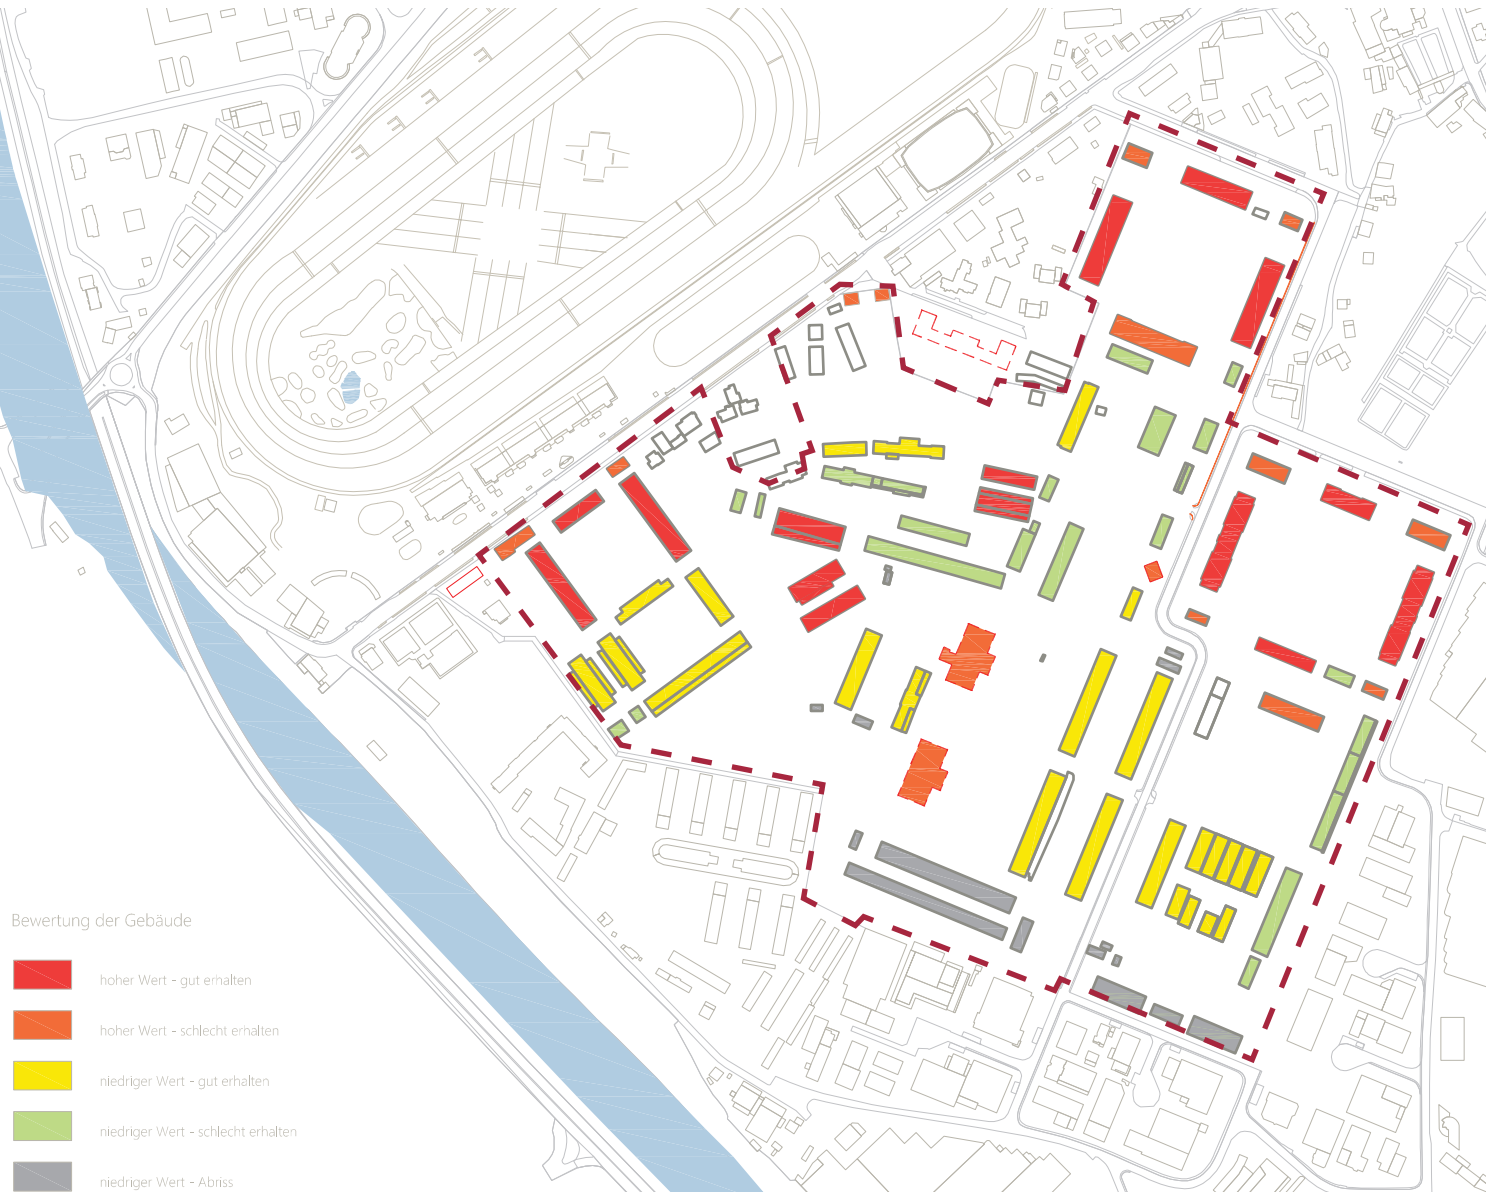 Bewertung der Gebäude
hoher Wert - gut erhalten
hoher Wert - schlecht erhalten
niedriger Wert - gut erhalten
niedriger Wert - schlecht erhalten
niedriger Wert - Abriss